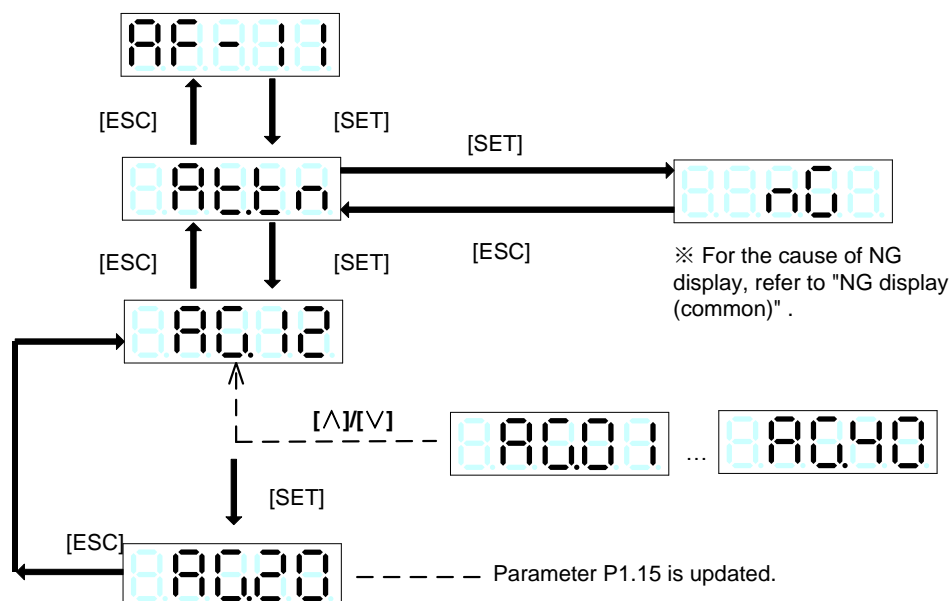 AF-11
[ESC]
[SET]
[SET]
At.tn
nG
[ESC]
※ For the cause of NG
display, refer to "NG display
(common)" .
[ESC]
[SET]
AG.12
[∧]/[∨]
AG.01
...
AG.40
[SET]
[ESC]
AG.20
Parameter P1.15 is updated.